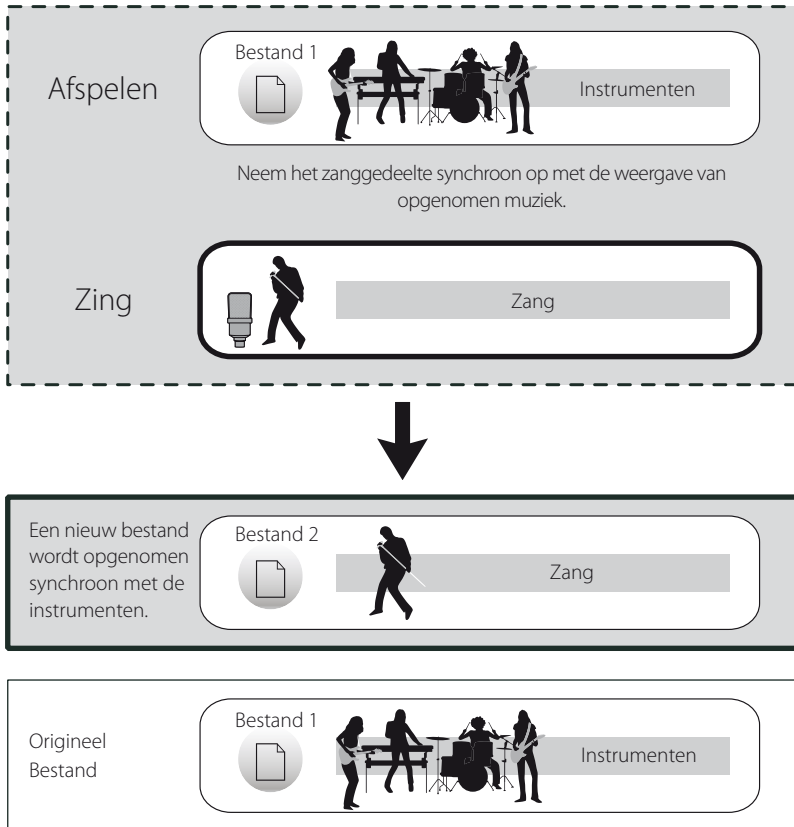 Afspelen
Bestand 1
Instrumenten
Neem het zanggedeelte synchroon op met de weergave van
opgenomen muziek.
Zing
Zang
Een nieuw bestand
wordt opgenomen
synchroon met de
instrumenten.
Bestand 2
Zang
Origineel
Bestand
Bestand 1
Instrumenten